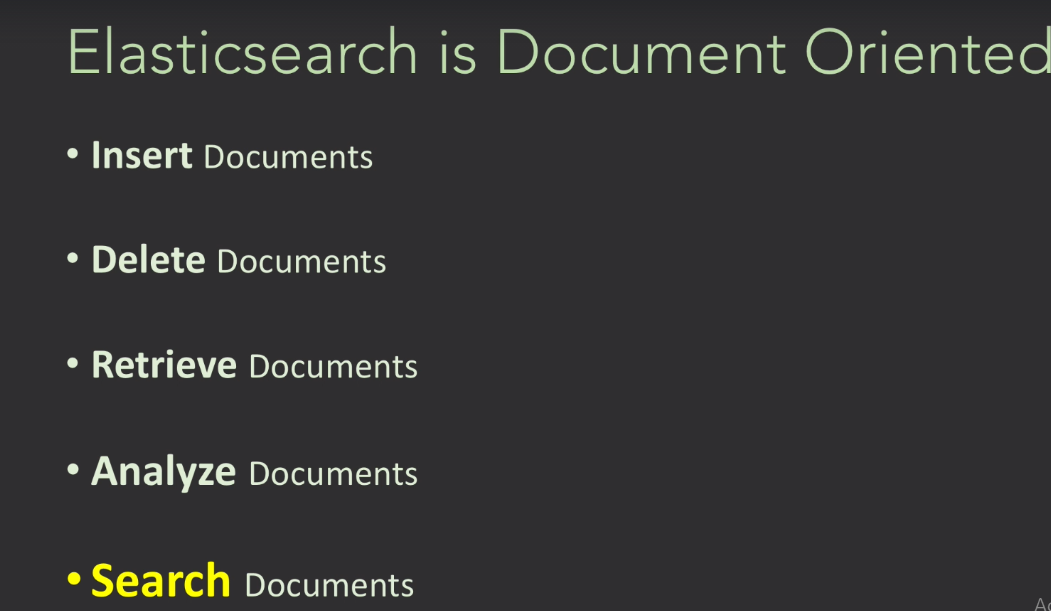 Elasticsearch is Document Oriented
• Insert Documents
• Delete Documents
• Retrieve Documents
• Analyze Documents
• Search Documents